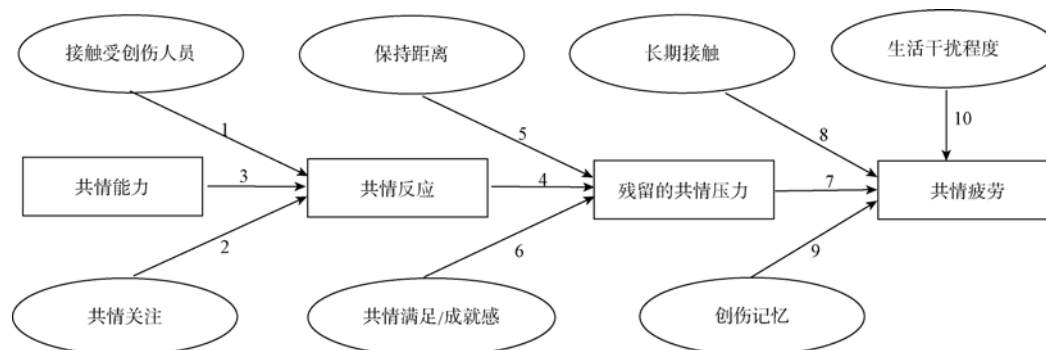 接触受创伤人员
保持距离
长期接触
生活干扰程度
1
5
8
10
共情能力
3
共情反应
4
残留的共情压力
7
共情疲劳
2
6
9
共情关注
共情满足/成就感
创伤记忆